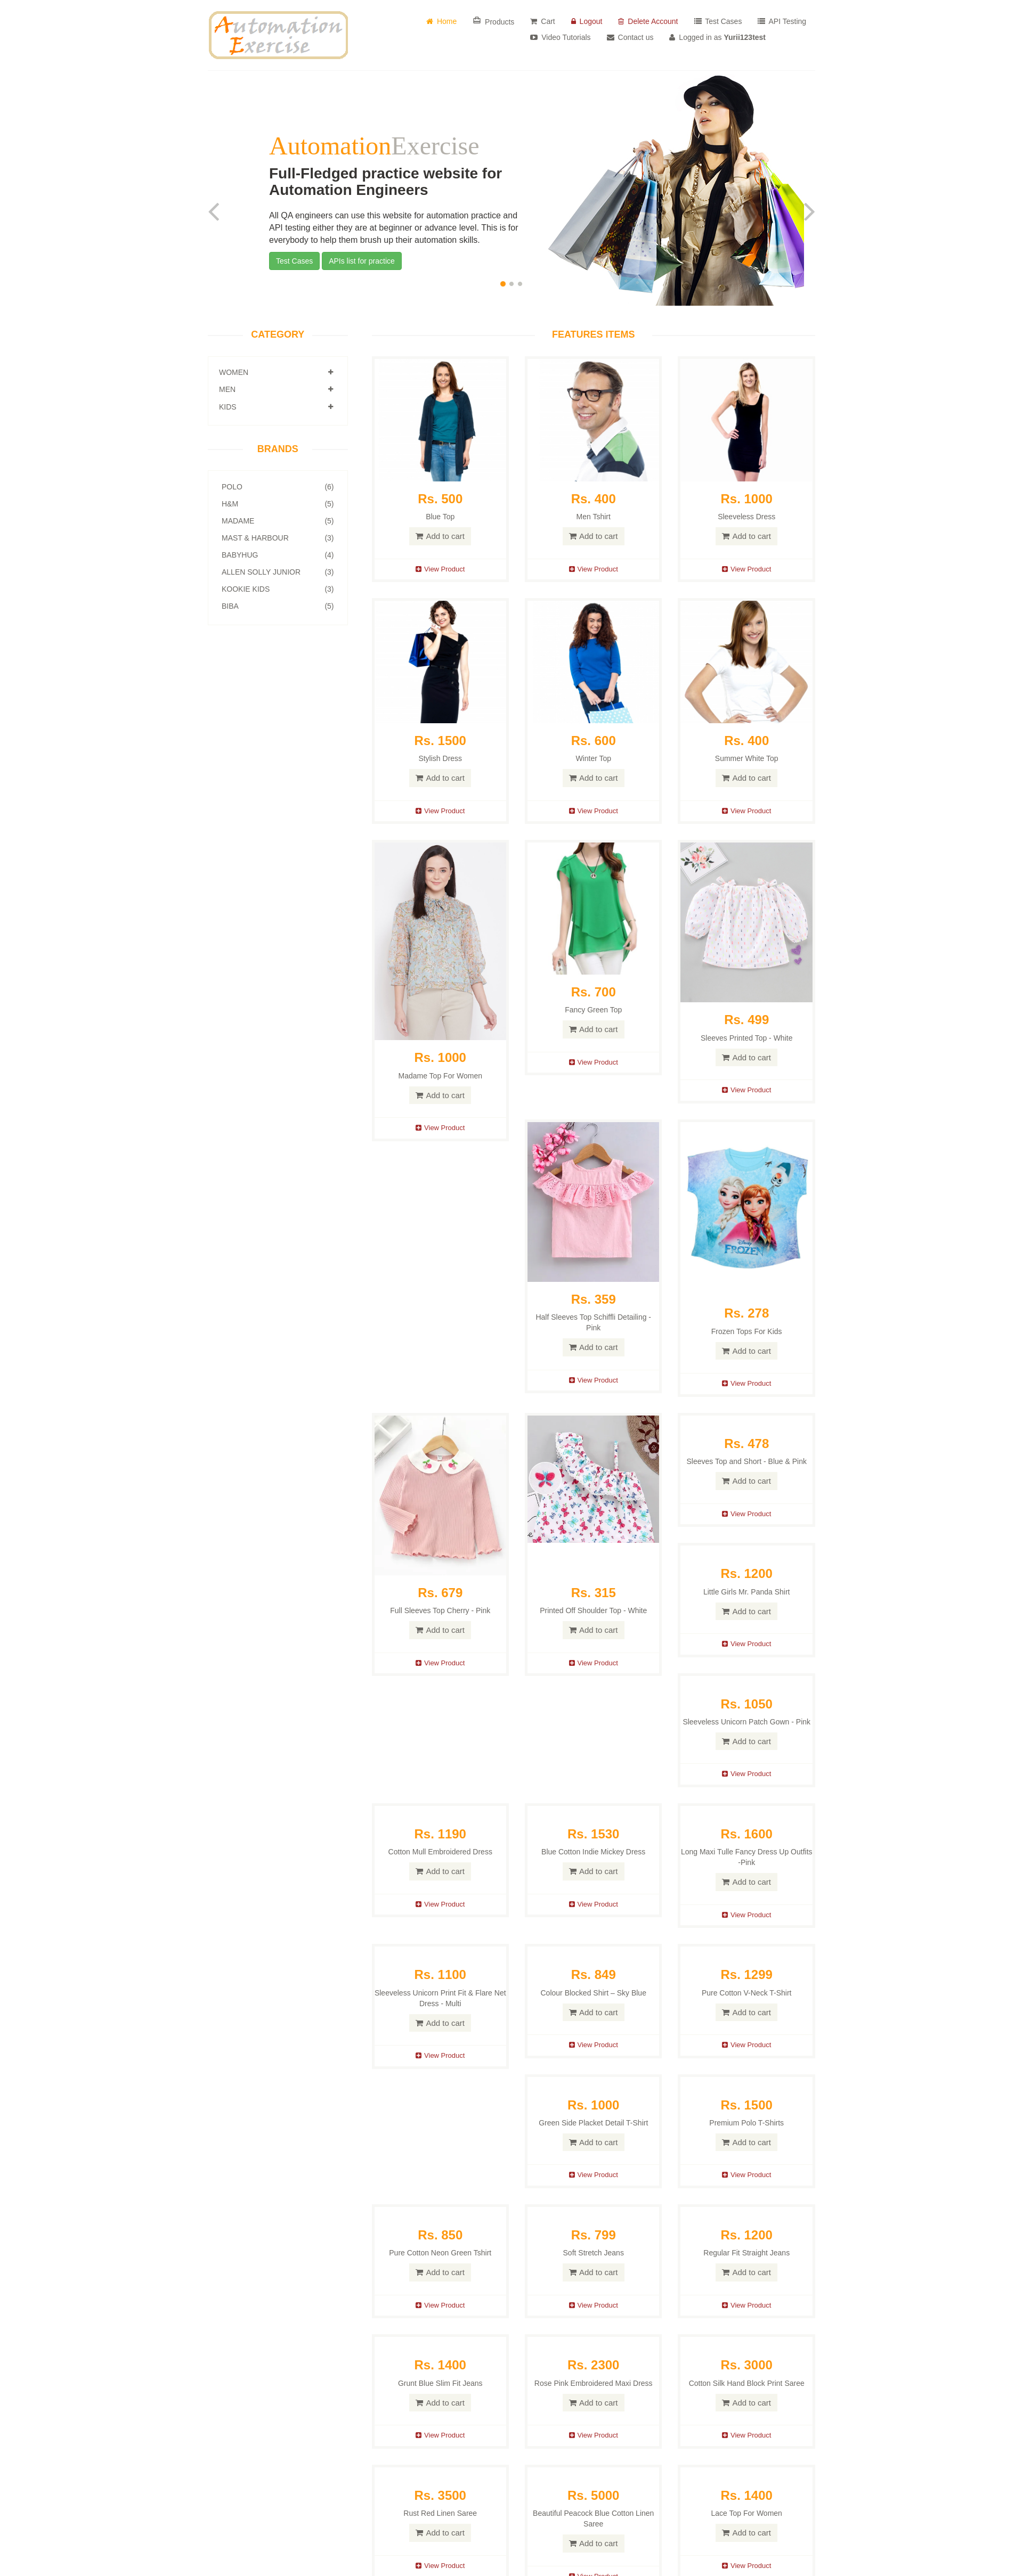 Automation
Exercise
Home
Products
Cart
Logout
Delete Account
Test Cases
API Testing
Video Tutorials
Contact us
Logged in as Yurii123test
AutomationExercise
Full-Fledged practice website for
Automation Engineers
All QA engineers can use this website for automation practice and
API testing either they are at beginner or advance level. This is for
everybody to help them brush up their automation skills.
Test Cases
APIs list for practice
CATEGORY
WOMEN
MEN
KIDS
BRANDS
POLO (6)
H&M (5)
MADAME (5)
MAST & HARBOUR (3)
BABYHUG (4)
ALLEN SOLLY JUNIOR (3)
KOOKIE KIDS (3)
BIBA (5)
FEATURES ITEMS
Rs. 500
Blue Top
Add to cart
View Product
Rs. 400
Men Tshirt
Add to cart
View Product
Rs. 1000
Sleeveless Dress
Add to cart
View Product
Rs. 1500
Stylish Dress
Add to cart
View Product
Rs. 600
Winter Top
Add to cart
View Product
Rs. 400
Summer White Top
Add to cart
View Product
Rs. 1000
Madame Top For Women
Add to cart
View Product
Rs. 700
Fancy Green Top
Add to cart
View Product
Rs. 499
Sleeves Printed Top - White
Add to cart
View Product
Rs. 359
Half Sleeves Top Schiffli Detailing -
Pink
Add to cart
View Product
FROZEN
Rs. 278
Frozen Tops For Kids
Add to cart
View Product
Rs. 679
Full Sleeves Top Cherry - Pink
Add to cart
View Product
Rs. 315
Printed Off Shoulder Top - White
Add to cart
View Product
Rs. 478
Sleeves Top and Short - Blue & Pink
Add to cart
View Product
Rs. 1200
Little Girls Mr. Panda Shirt
Add to cart
View Product
Rs. 1050
Sleeveless Unicorn Patch Gown - Pink
Add to cart
View Product
Rs. 1190
Cotton Mull Embroidered Dress
Add to cart
View Product
Rs. 1530
Blue Cotton Indie Mickey Dress
Add to cart
View Product
Rs. 1600
Long Maxi Tulle Fancy Dress Up Outfits
-Pink
Add to cart
View Product
Rs. 1100
Sleeveless Unicorn Print Fit & Flare Net
Dress - Multi
Add to cart
View Product
Rs. 849
Colour Blocked Shirt – Sky Blue
Add to cart
View Product
Rs. 1299
Pure Cotton V-Neck T-Shirt
Add to cart
View Product
Rs. 1000
Green Side Placket Detail T-Shirt
Add to cart
View Product
Rs. 1500
Premium Polo T-Shirts
Add to cart
View Product
Rs. 850
Pure Cotton Neon Green Tshirt
Add to cart
View Product
Rs. 799
Soft Stretch Jeans
Add to cart
View Product
Rs. 1200
Regular Fit Straight Jeans
Add to cart
View Product
Rs. 1400
Grunt Blue Slim Fit Jeans
Add to cart
View Product
Rs. 2300
Rose Pink Embroidered Maxi Dress
Add to cart
View Product
Rs. 3000
Cotton Silk Hand Block Print Saree
Add to cart
View Product
Rs. 3500
Rust Red Linen Saree
Add to cart
View Product
Rs. 5000
Beautiful Peacock Blue Cotton Linen
Saree
Add to cart
Rs. 1400
Lace Top For Women
Add to cart
View Product